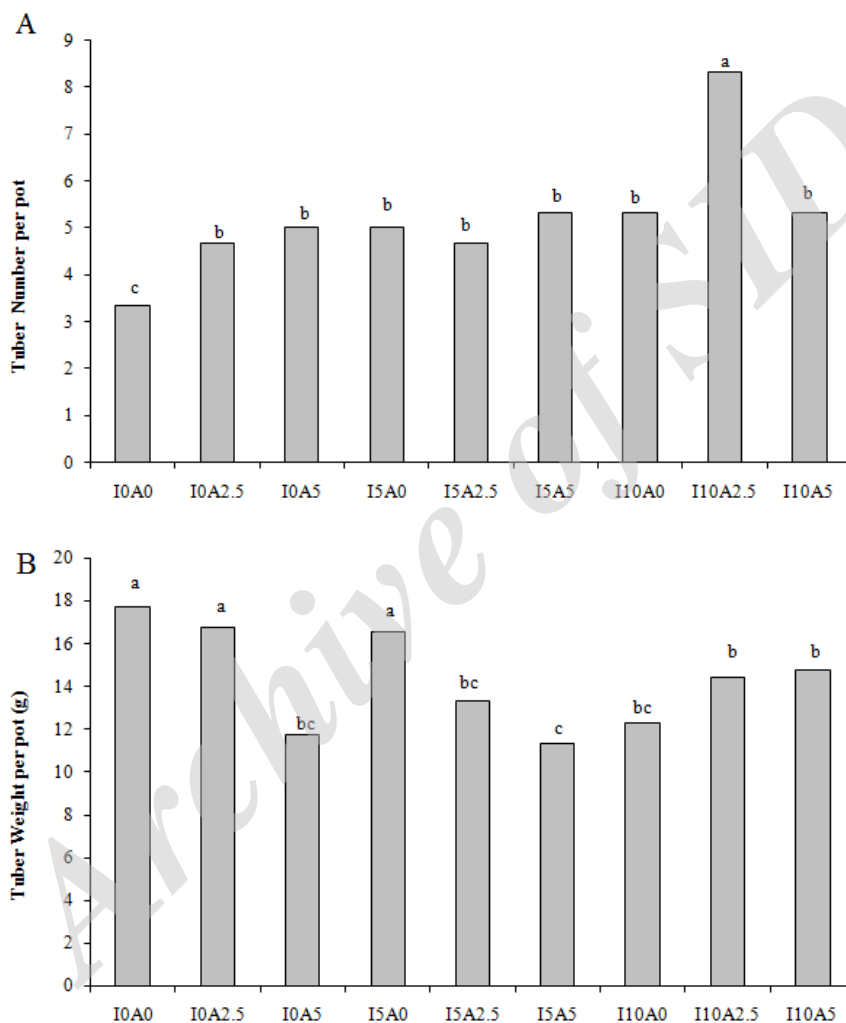 A
Tuber Number per pot
9
8
7
6
5
4
3
2
1
0
c
b
b
b
b
b
b
a
b
I0A0 I0A2.5 I0A5 I5A0 I5A2.5 I5A5 I10A0 I10A2.5 I10A5
B
Tuber Weight per pot (g)
20
18
16
14
12
10
8
6
4
2
0
a
a
bc
a
bc
c
bc
b
b
I0A0 I0A2.5 I0A5 I5A0 I5A2.5 I5A5 I10A0 I10A2.5 I10A5
Archive of SID